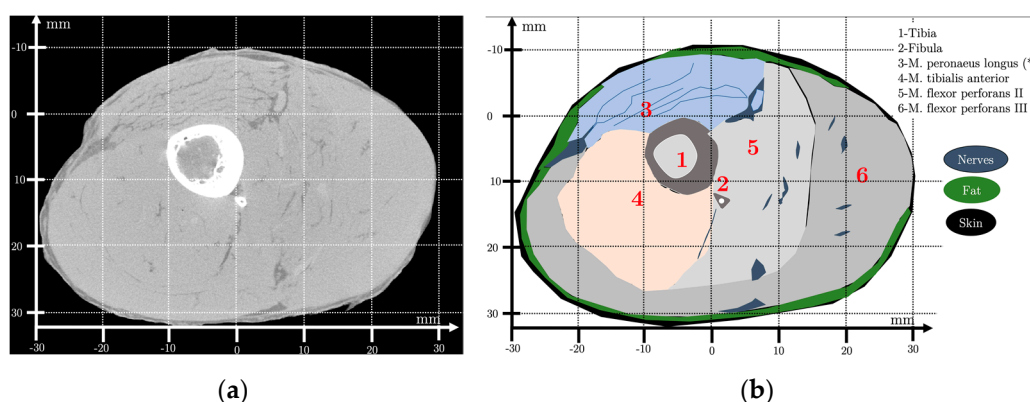 mm
-10
0
10
20
30
mm
-30
-20
-10
0
10
20
30
(a)
mm
-10
0
10
20
30
mm
-30
-20
-10
0
10
20
30
1
2
3
4
5
6
1-Tibia
2-Fibula
3-M. peronaeus longus (*
4-M. tibialis anterior
5-M. flexor perforans II
6-M. flexor perforans III
Nerves
Fat
Skin
(b)